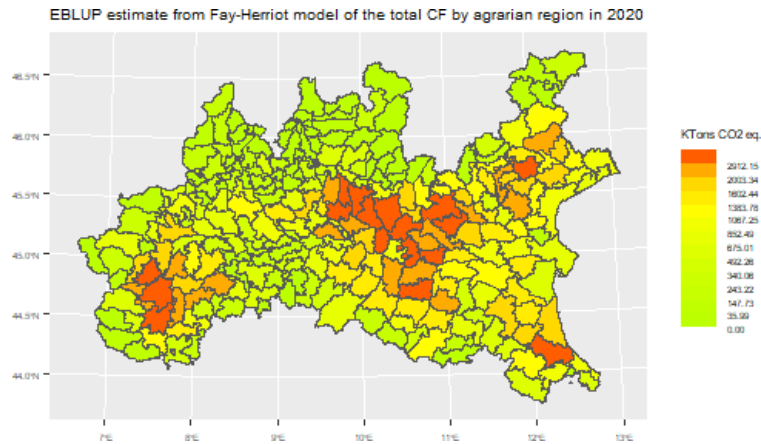 EBLUP estimate from Fay-Herriot model of the total CF by agrarian region in 2020
46.5°N
46.0°N
45.5°N
45.0°N
44.5°N
44.0°N
7°E
8°E
9°E
10°E
11°E
12°E
13°E
KTons CO2 eq.
2912.15
2003.34
1602.44
1383.78
1067.25
852.49
675.01
492.26
340.06
243.22
147.73
35.99
0.00